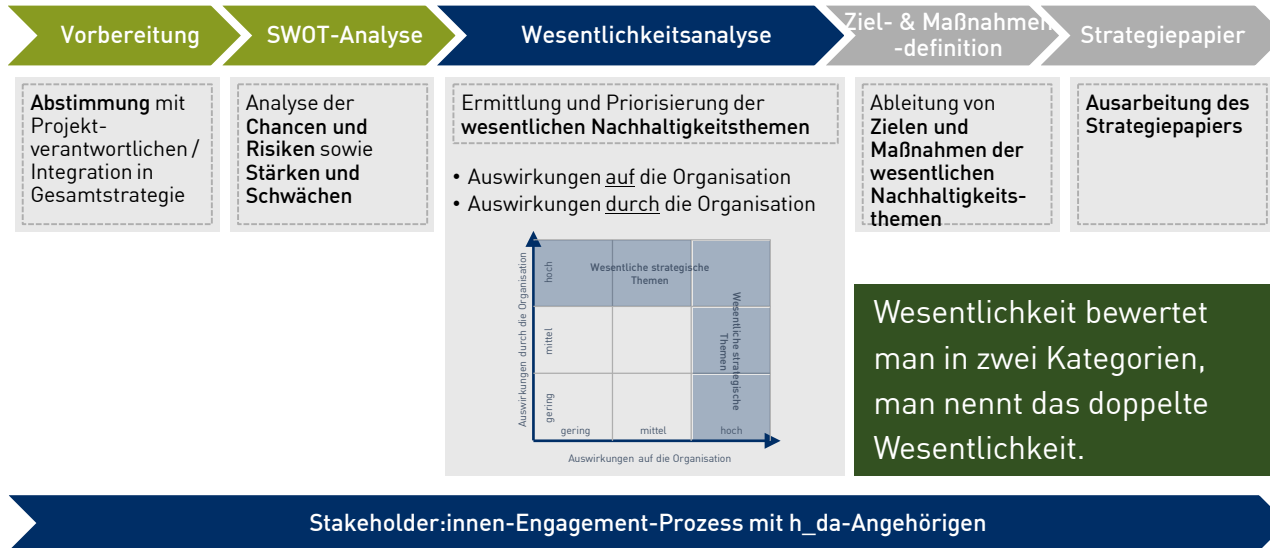 Vorbereitung
SWOT-Analyse
Wesentlichkeitsanalyse
Ziel- & Maßnahmen
-definition
Strategiepapier
Abstimmung mit
Projekt-
verantwortlichen /
Integration in
Gesamtstrategie
Analyse der
Chancen und
Risiken sowie
Stärken und
Schwächen
Ermittlung und Priorisierung der
wesentlichen Nachhaltigkeitsthemen
• Auswirkungen auf die Organisation
• Auswirkungen durch die Organisation
Auswirkungen durch die Organisation
hoch
mittel
gering
Wesentliche strategische
Themen
Wesentliche strategische
Themen
gering
mittel
hoch
Auswirkungen auf die Organisation
Ableitung von
Zielen und
Maßnahmen der
wesentlichen
Nachhaltigkeits-
themen
Ausarbeitung des
Strategiepapiers
Wesentlichkeit bewertet
man in zwei Kategorien,
man nennt das doppelte
Wesentlichkeit.
Stakeholder:innen-Engagement-Prozess mit h_da-Angehörigen